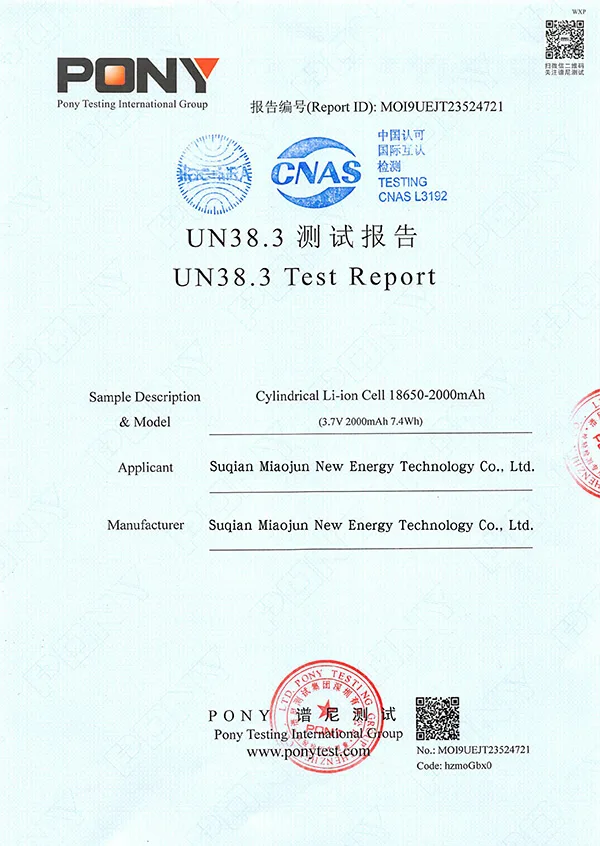 WXP
扫微信二维码
关注谱尼测试
PONY
Pony Testing International Group
报告编号(Report ID): MOI9UEJT23524721
ilac-MRA
CNAS
中国认可
国际互认
检测
TESTING
CNAS L3192
UN38.3 测试报告
UN38.3 Test Report
Sample Description
& Model
Cylindrical Li-ion Cell 18650-2000mAh
(3.7V 2000mAh 7.4Wh)
Applicant
Suqian Miaojun New Energy Technology Co., Ltd.
Manufacturer
Suqian Miaojun New Energy Technology Co., Ltd.
PONY 谱尼测试
Pony Testing International Group
www.ponytest.com
No.: MOI9UEJT23524721
Code: hzmoGbx0